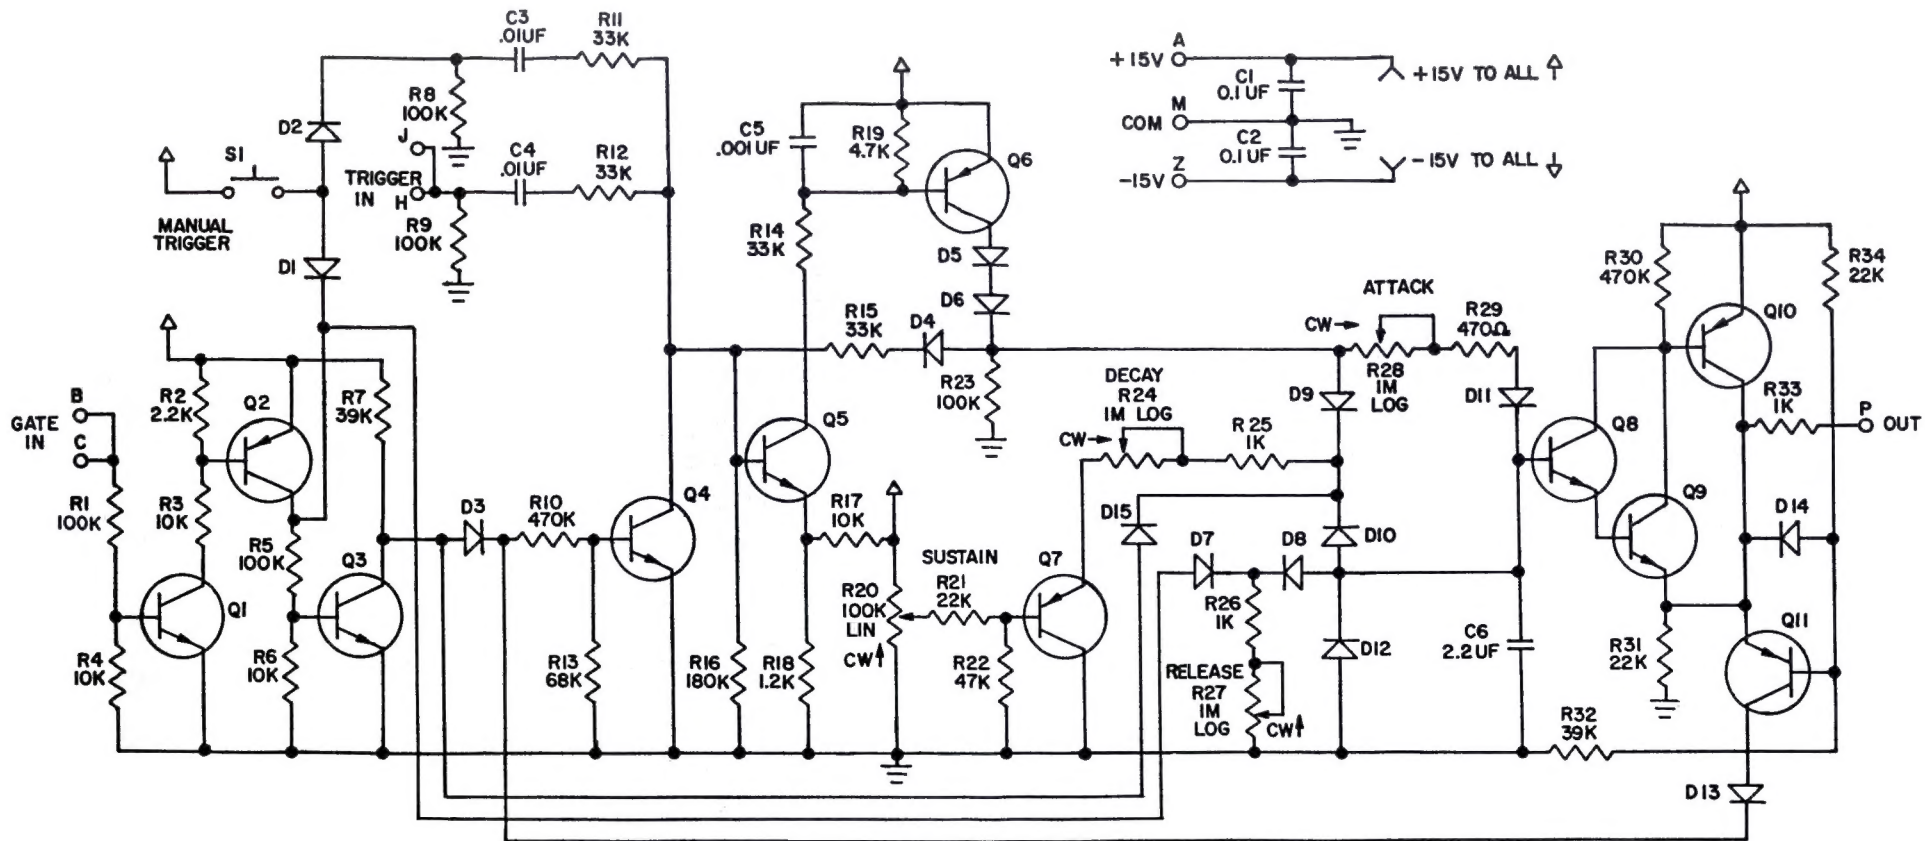 C3
.01UF
R11
33K
R8
100K
J
D2
S1
MANUAL
TRIGGER
TRIGGER
IN
H
C4
.01UF
R12
33K
R9
100K
D1
C5
.001UF
R19
4.7K
Q6
R14
33K
D5
D6
+15V
A
C1
0.1UF
+15V TO ALL
COM
M
C2
0.1UF
-15V
Z
-15V TO ALL
R15
33K
D4
R23
100K
ATTACK
CW
R28
1M
LOG
R29
470Ω
DECAY
R24
1M LOG
CW
R25
1K
D9
D11
R30
470K
Q10
R34
22K
R33
1K
P
OUT
GATE
IN
B
C
R2
2.2K
Q2
R7
39K
R1
100K
R3
10K
R5
100K
Q3
Q1
R4
10K
R6
10K
D3
R10
470K
Q4
R13
68K
Q5
R17
10K
R16
180K
R18
1.2K
R20
100K
LIN
CW
SUSTAIN
R21
22K
R22
47K
Q7
D15
D7
D8
D10
R26
1K
RELEASE
R27
1M
LOG
CW
D12
C6
2.2UF
Q8
Q9
D14
Q11
R31
22K
R32
39K
D13